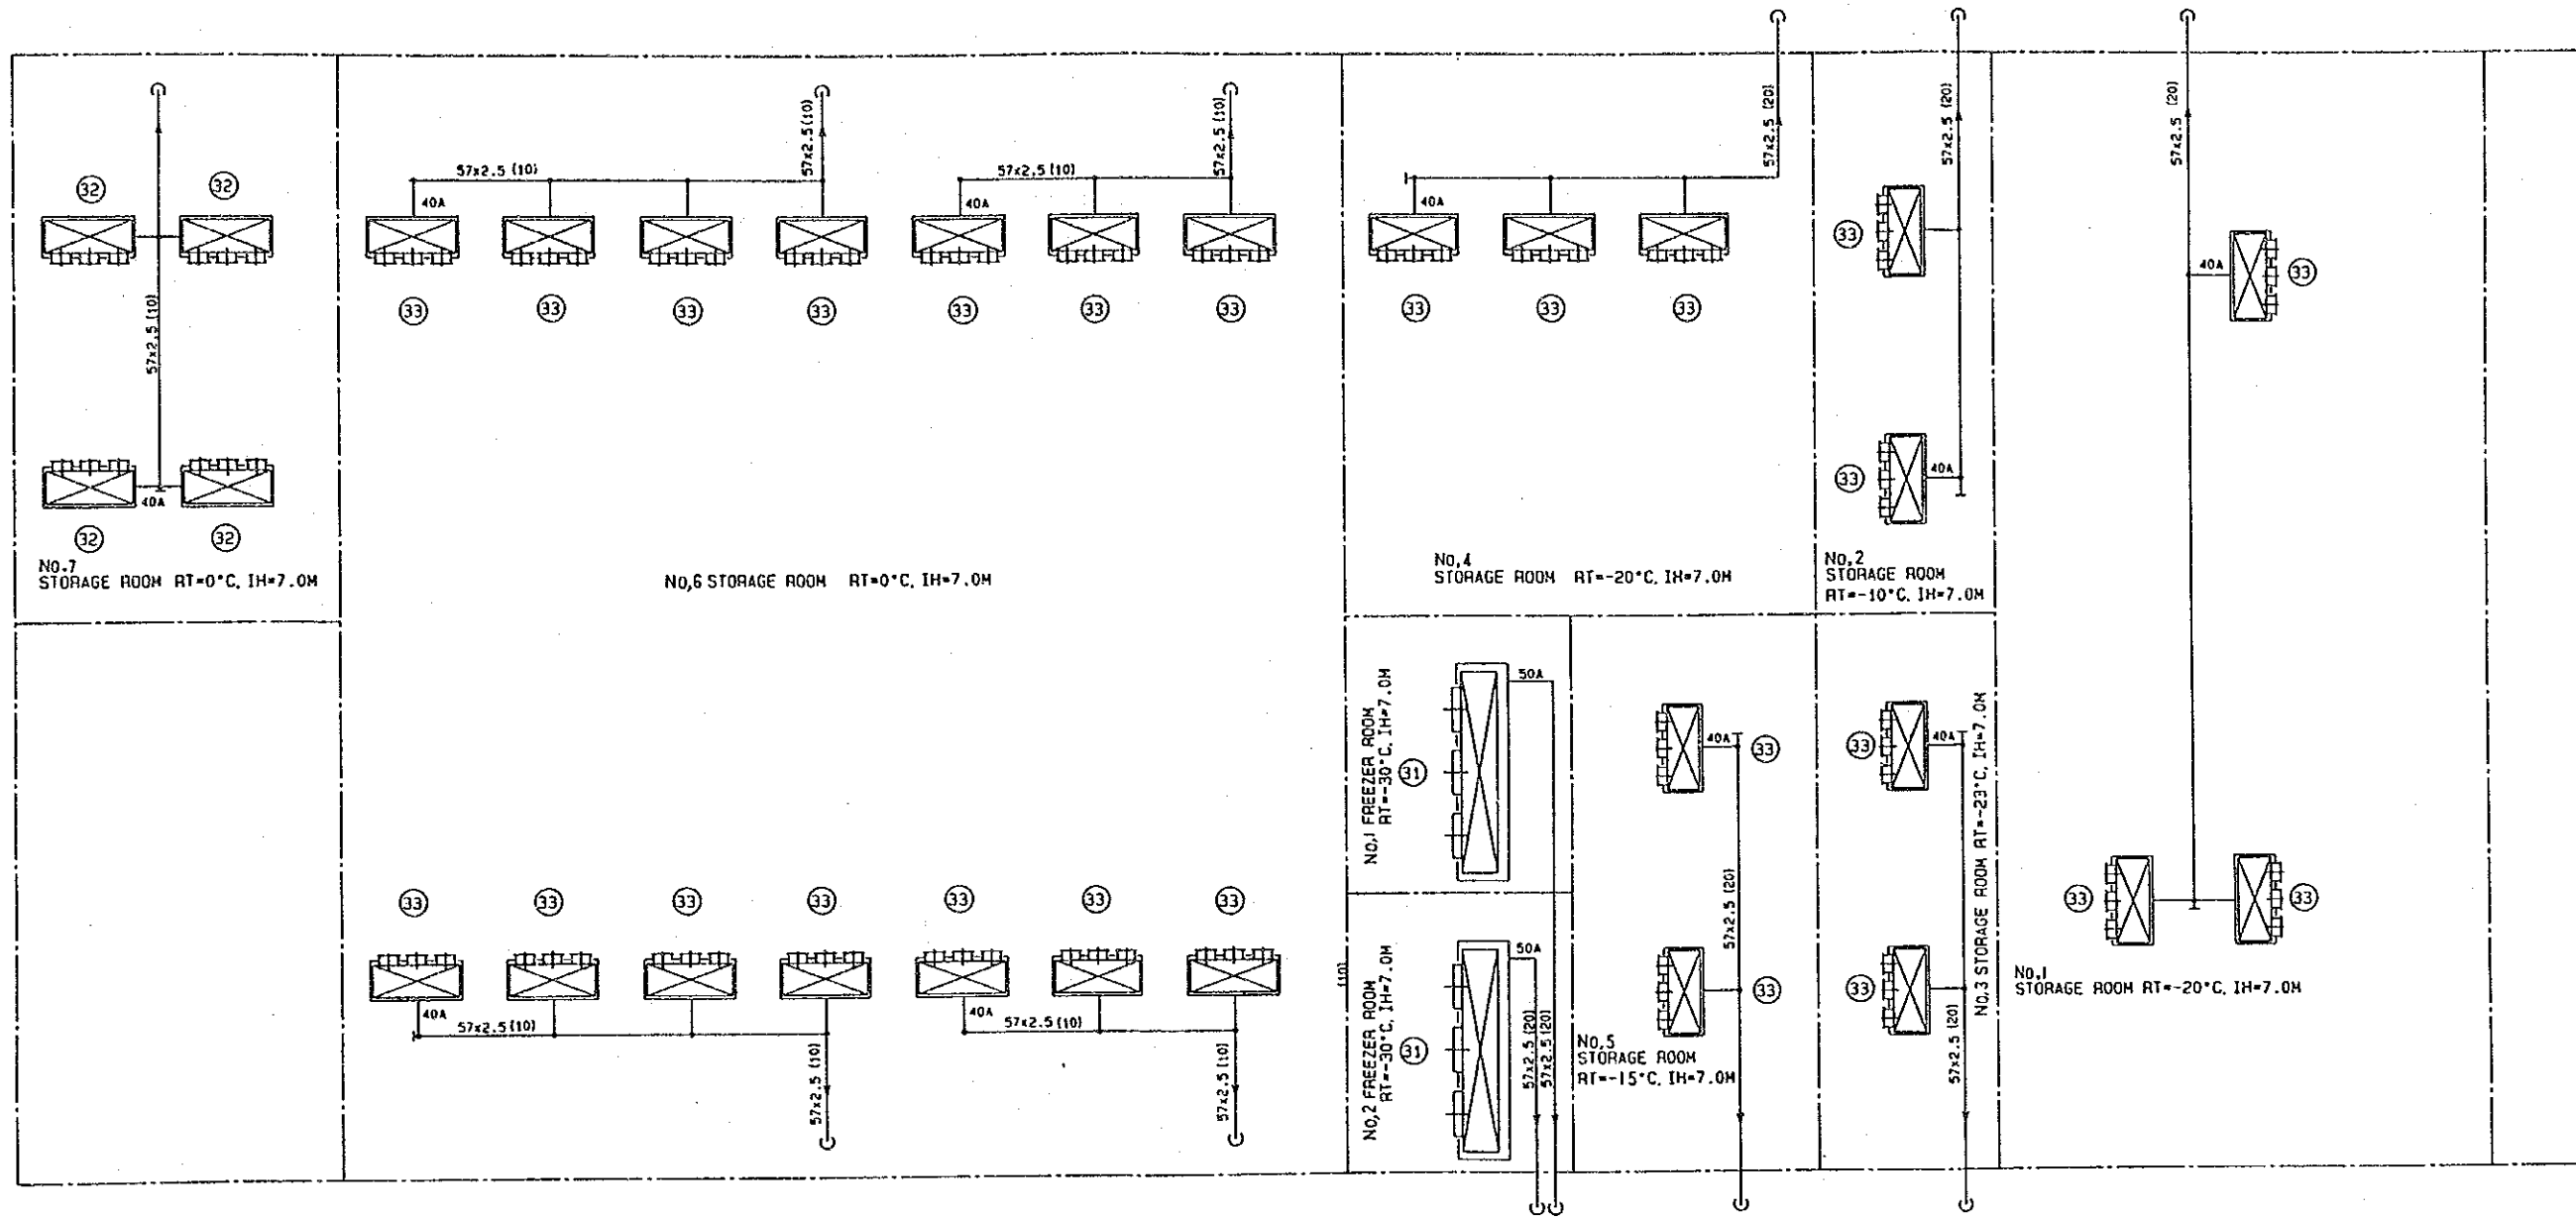 57x2.5 (20)
57x2.5 (20)
57x2.5 (20)
57x2.5 (10)
57x2.5 (10)
57x2.5 (10)
57x2.5 (10)
32
32
40A
40A
40A
33
33
33
33
33
33
33
33
33
33
33
40A
33
57x2.5 (10)
40A
32
32
33
40A
No.7
STORAGE ROOM RT=0°C, IH=7.0M
No,6 STORAGE ROOM RT=0°C, IH=7.0M
No,4
STORAGE ROOM RT=-20°C, IH=7.0M
No,2
STORAGE ROOM
RT=-10°C, IH=7.0M
No,1 FREEZER ROOM
RT=-30°C, IH=7.0M
31
50A
40A
33
33
40A
No,3 STORAGE ROOM RT=-23°C, IH=7.0M
33
33
33
33
33
33
33
33
33
40A
57x2.5 (10)
40A
57x2.5 (10)
57x2.5 (10)
57x2.5 (10)
(10)
No,2 FREEZER ROOM
RT=-30°C, IH=7.0M
31
50A
57x2.5 (20)
57x2.5 (20)
57x2.5 (20)
33
No,5
STORAGE ROOM
RT=-15°C, IH=7.0M
33
57x2.5 (20)
No,1
STORAGE ROOM RT=-20°C, IH=7.0M